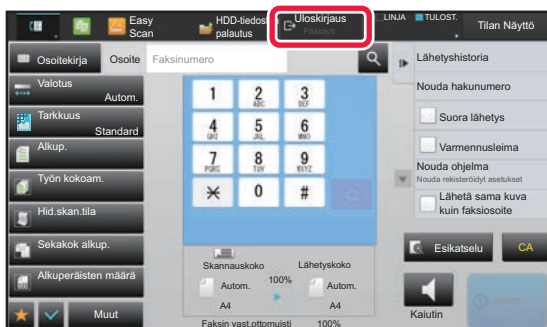 Easy
Scan
HDD-tiedost
palautus
Uloskirjaus
Pääkäytt.
LINJA
TULOST.
Tilan Näyttö
Osoitekirja
Osoite
Faksinumero
Valotus
Autom.
Tarkkuus
Standard
Alkup.
Työn kokoam.
Hid.skan.tila
Sekakok alkup.
Alkuperäisten määrä
Muut
1
2
ABC
3
DEF
4
GHI
5
JKL
6
MNO
7
PQRS
8
TUV
9
WXYZ
0
#
C
Skannauskoko
Lähetyskoko
Autom.
100%
Autom.
A4
A4
Faksin vast.ottomuisti
100%
Lähetyshistoria
Nouda hakunumero
Suora lähetys
Varmennusleima
Nouda ohjelma
Nouda rekisteröidyt asetukset
Lähetä sama kuva
kuin faksiosoite
Esikatselu
CA
Kaiutin
Aloita